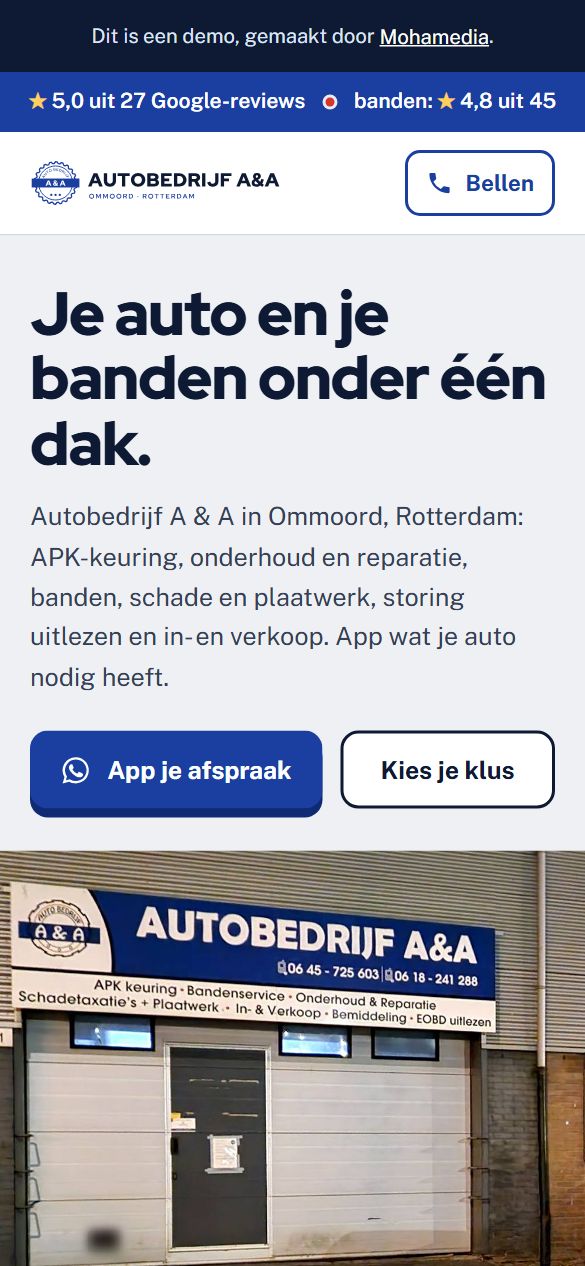 Dit is een demo, gemaakt door Mohamedia.
5,0 uit 27 Google-reviews banden: 4,8 uit 45
A&A
AUTOBEDRIJF A&A
OMMOORD · ROTTERDAM
Bellen
Je auto en je
banden onder één
dak.
Autobedrijf A & A in Ommoord, Rotterdam:
APK-keuring, onderhoud en reparatie,
banden, schade en plaatwerk, storing
uitlezen en in- en verkoop. App wat je auto
nodig heeft.
App je afspraak
Kies je klus
AUTO BEDRIJF
A & A
AUTOBEDRIJF A&A
06 45 - 725 603 | 06 18 - 241 288
APK keuring • Bandenservice • Onderhoud & Reparatie
Schadetaxatie's + Plaatwerk • In- & Verkoop • Bemiddeling • EOBD uitlezen